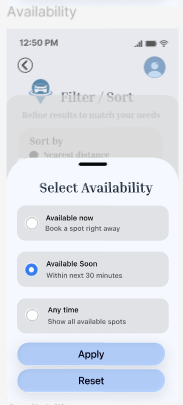 Availability
12:50 PM
Filter / Sort
Refine results to match your needs
Sort by
Nearest distance
Select Availability
Available now
Book a spot right away
Available Soon
Within next 30 minutes
Any time
Show all available spots
Apply
Reset